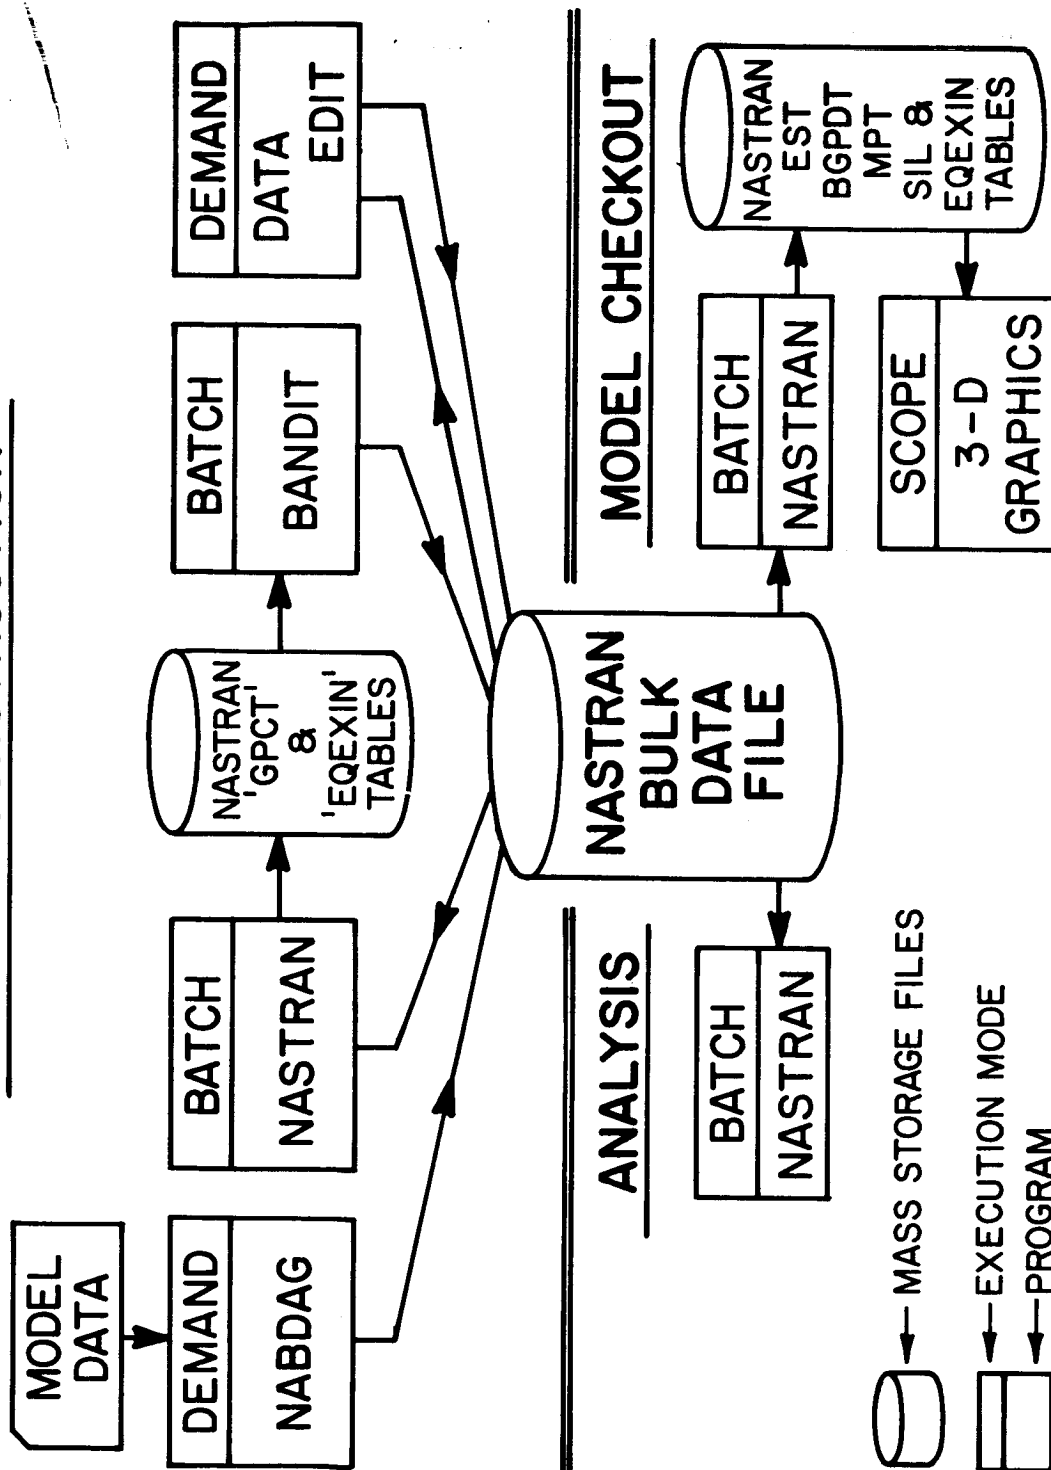 MODEL
DATA
DEMAND
NABDAG
BATCH
NASTRAN
NASTRAN
'GPCT'
&
'EQEXIN'
TABLES
BATCH
BANDIT
DEMAND
DATA
EDIT
NASTRAN
BULK
DATA
FILE
ANALYSIS
BATCH
NASTRAN
MODEL CHECKOUT
BATCH
NASTRAN
NASTRAN
EST
BGPDT
MPT
SIL &
EQEXIN
TABLES
SCOPE
3-D
GRAPHICS
MASS STORAGE FILES
EXECUTION MODE
PROGRAM